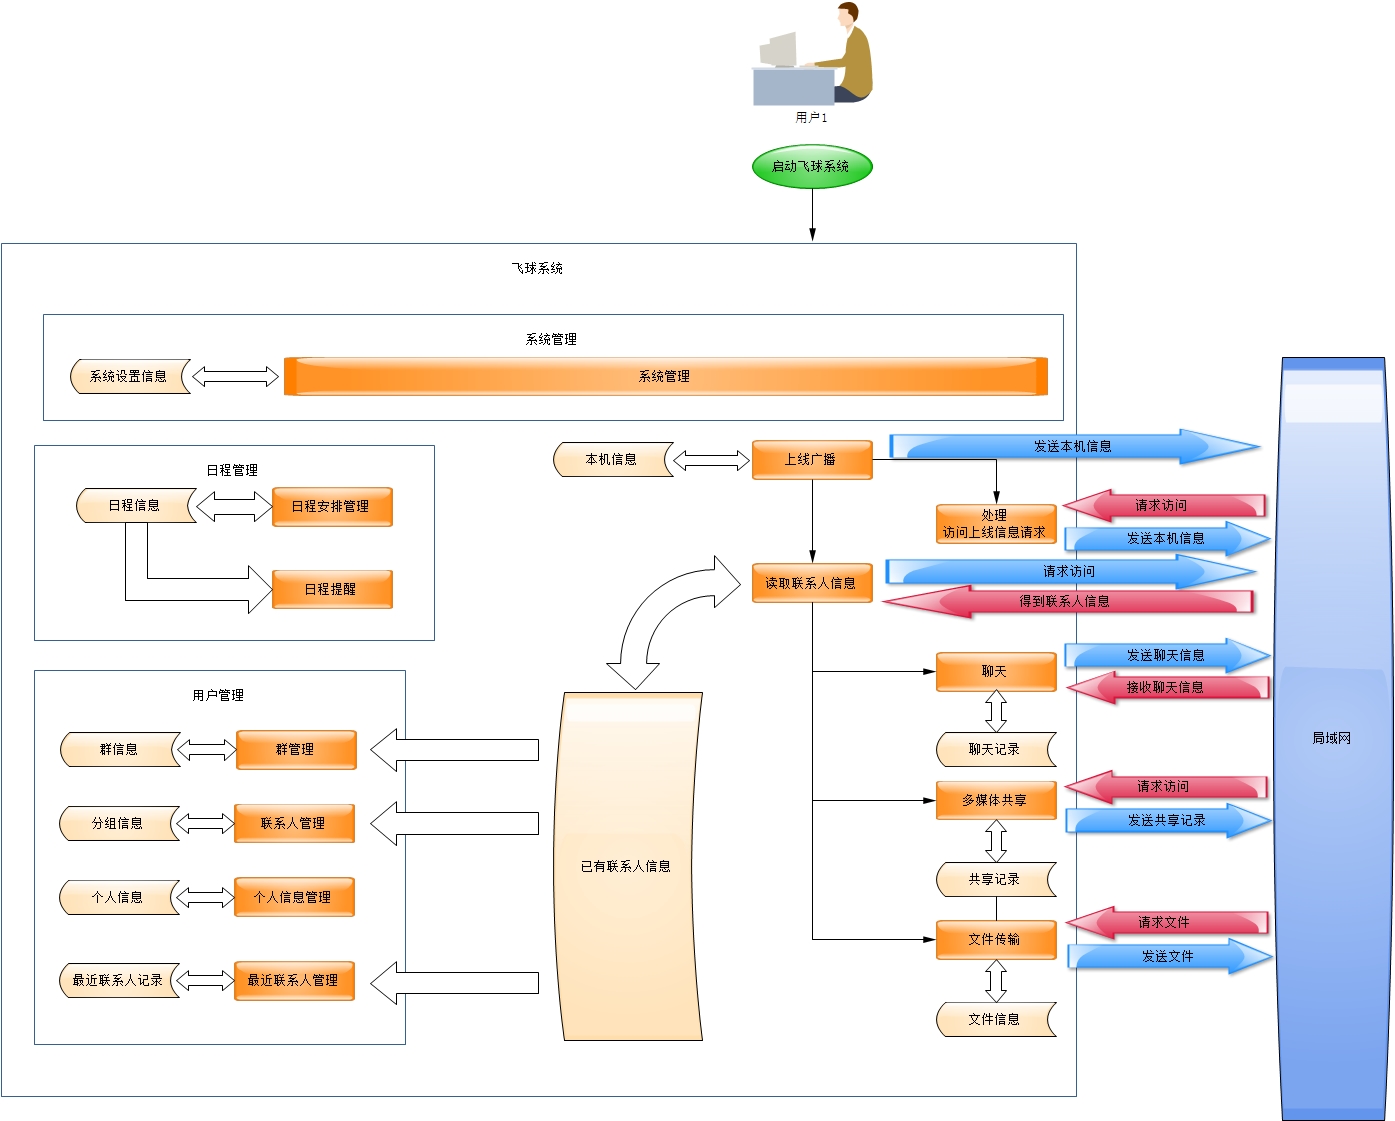 用户1
启动飞球系统
飞球系统
系统管理
系统设置信息
系统管理
日程管理
日程信息
日程安排管理
日程提醒
本机信息
上线广播
发送本机信息
处理
访问上线信息请求
请求访问
发送本机信息
读取联系人信息
请求访问
得到联系人信息
用户管理
群信息
群管理
分组信息
联系人管理
个人信息
个人信息管理
最近联系人记录
最近联系人管理
已有联系人信息
聊天
发送聊天信息
接收聊天信息
聊天记录
多媒体共享
请求访问
发送共享记录
共享记录
文件传输
请求文件
发送文件
文件信息
局域网